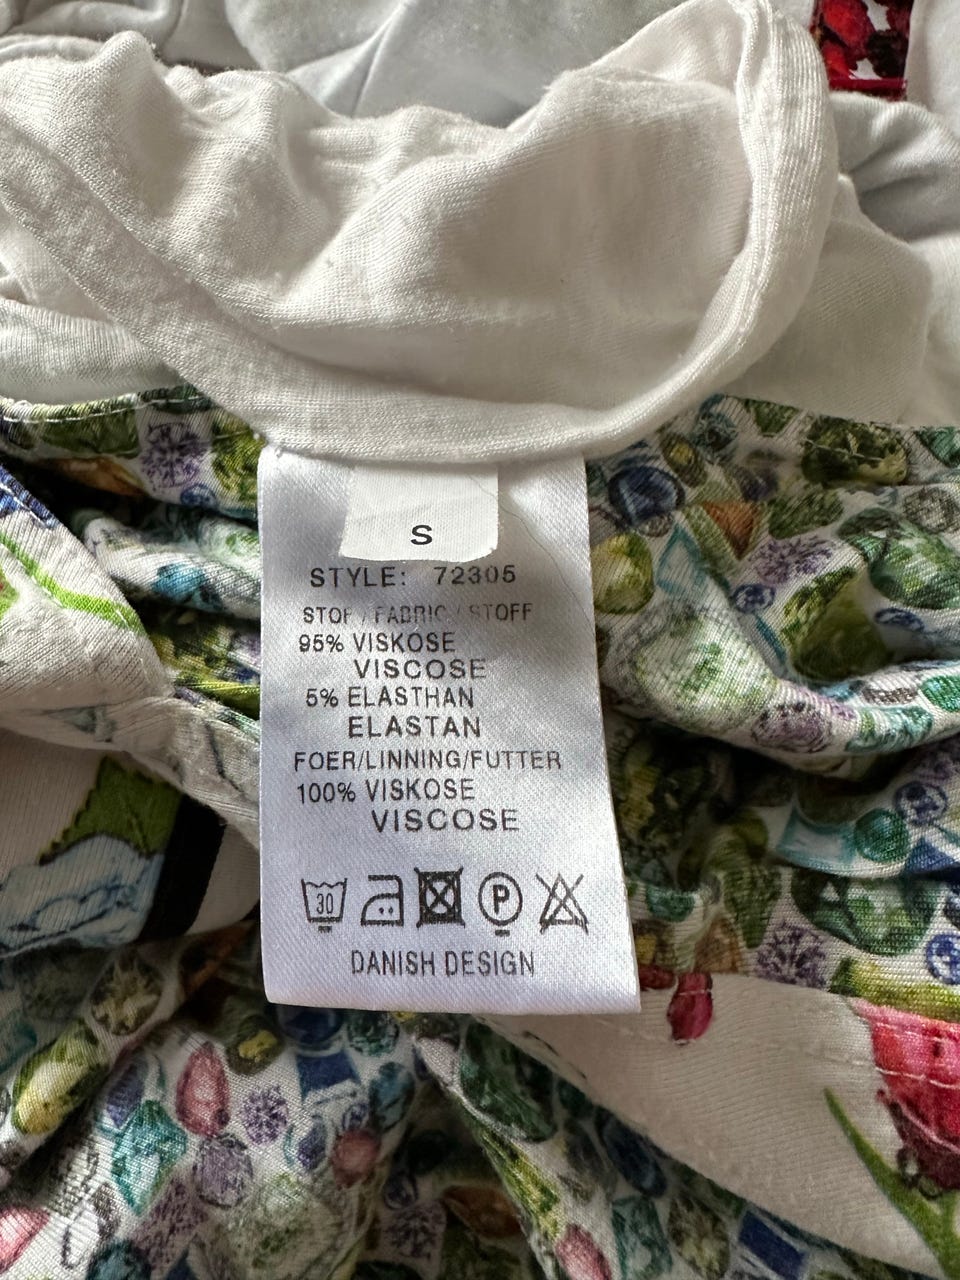 S
STYLE: 72305
STOF / FABRIC / STOFF
95% VISKOSE
VISCOSE
5% ELASTHAN
ELASTAN
FOER/LINNING/FUTTER
100% VISKOSE
VISCOSE
30 P
DANISH DESIGN